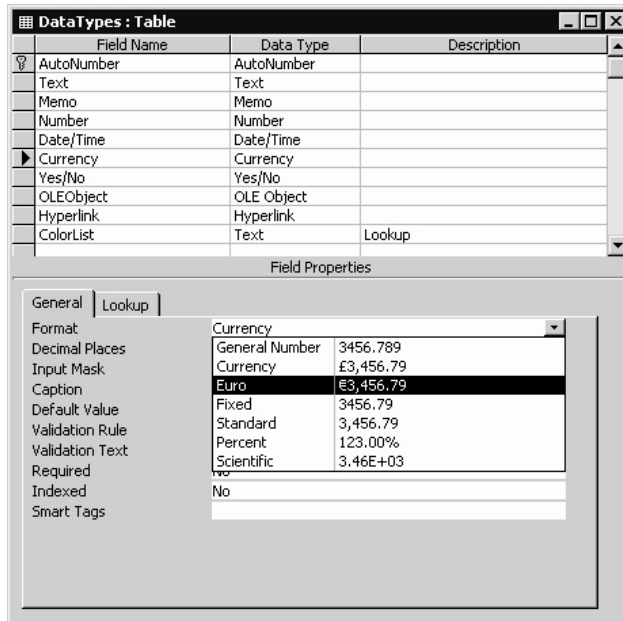 DataTypes : Table
Field Name Data Type Description
AutoNumber AutoNumber
Text Text
Memo Memo
Number Number
Date/Time Date/Time
Currency Currency
Yes/No Yes/No
OLEObject OLE Object
Hyperlink Hyperlink
ColorList Text Lookup
Field Properties
General Lookup
Format Currency
Decimal Places General Number 3456.789
Input Mask Currency £3,456.79
Caption Euro €3,456.79
Default Value Fixed 3456.79
Validation Rule Standard 3,456.79
Validation Text Percent 123.00%
Required Scientific 3.46E+03
No
Indexed No
Smart Tags